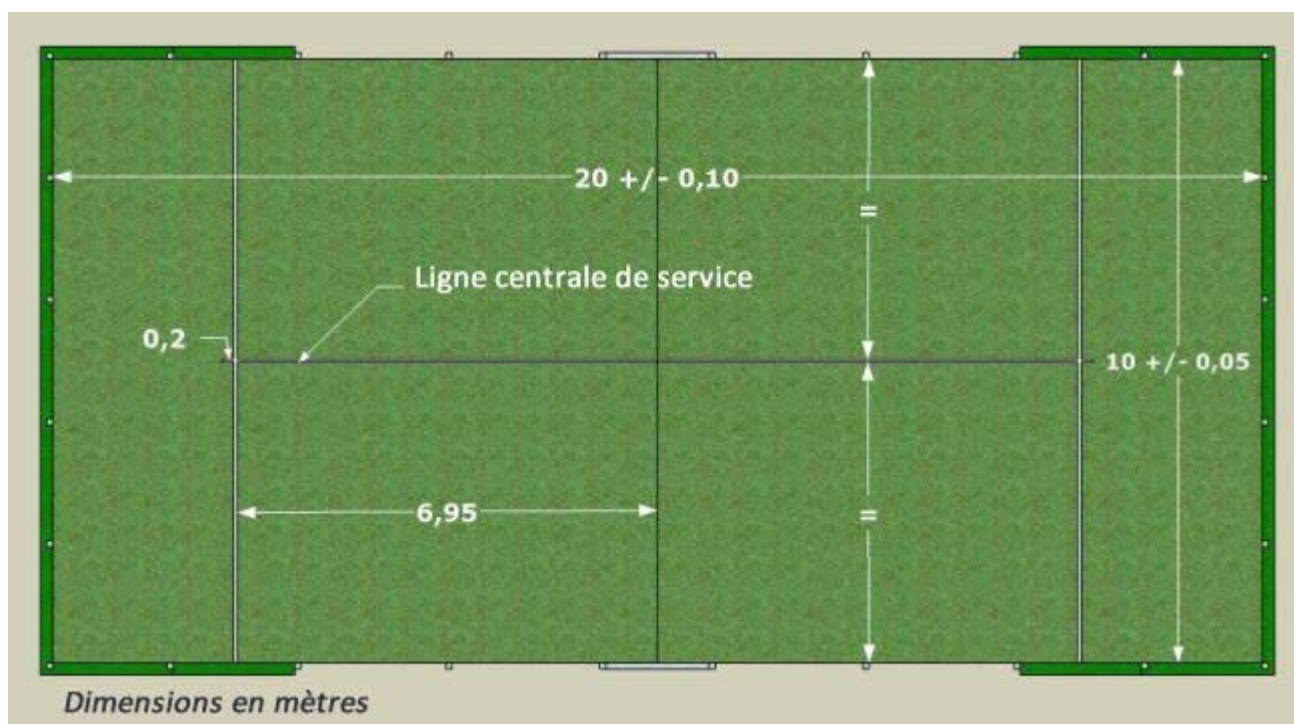 20 +/- 0,10
=
Ligne centrale de service
0,2
10 +/- 0,05
6,95
=
Dimensions en mètres